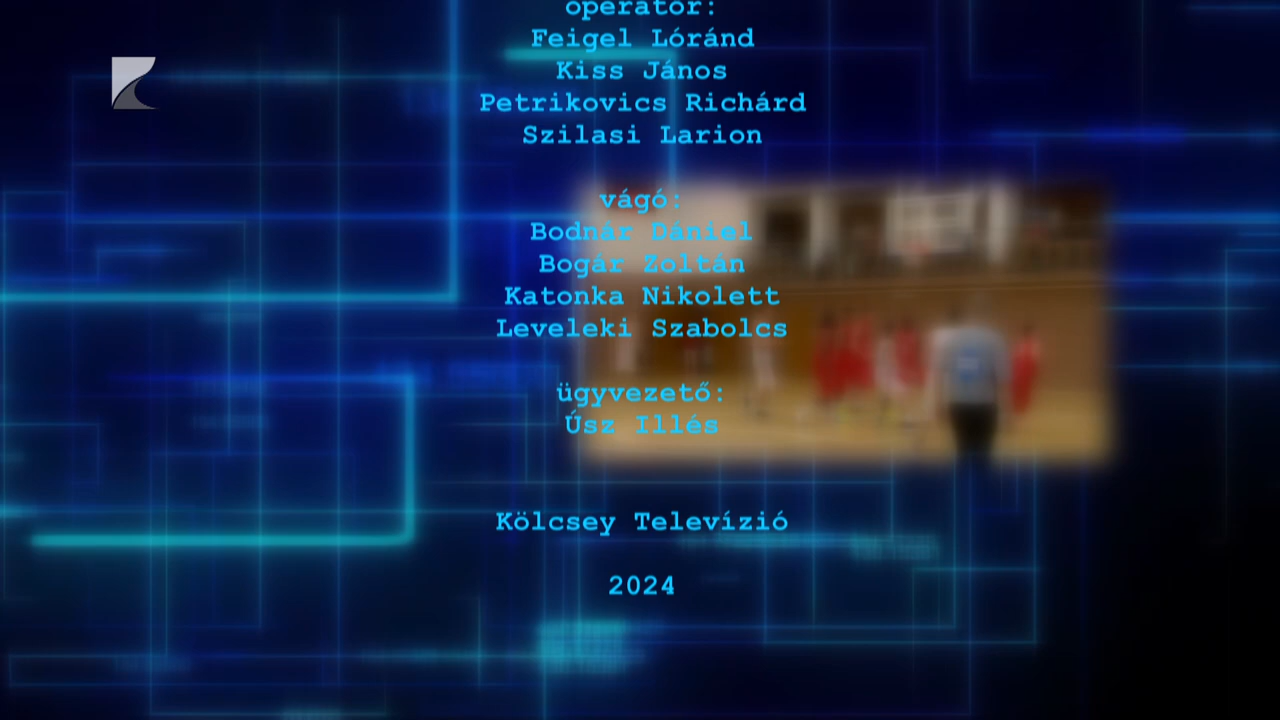 operatőr:
Feigel Lóránd
Kiss János
Petrikovics Richárd
Szilasi Larion
vágó:
Bodnár Dániel
Bogár Zoltán
Katonka Nikolett
Leveleki Szabolcs
ügyvezető:
Úsz Illés
Kölcsey Televízió
2024